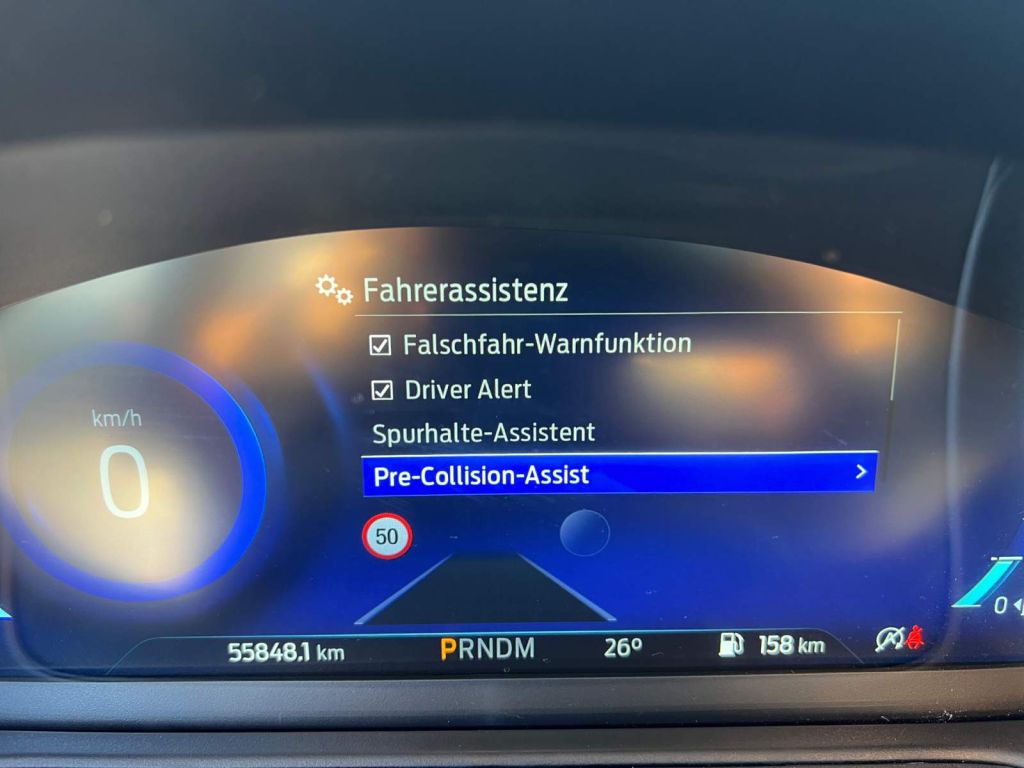 Fahrerassistenz
Falschfahr-Warnfunktion
Driver Alert
Spurhalte-Assistent
Pre-Collision-Assist >
km/h
0
50
0
55848.1 km PRNDM 26° 158 km